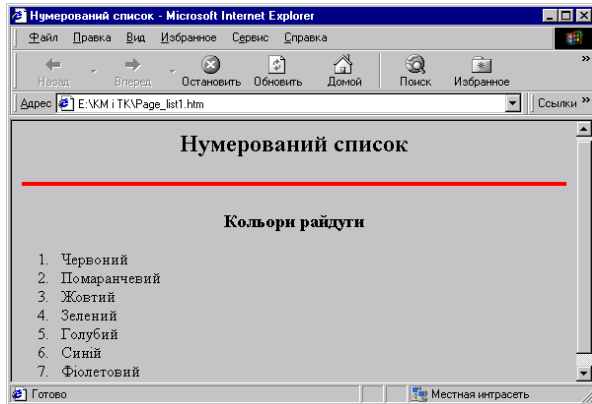 Нумерований список - Microsoft Internet Explorer
Файл Правка Вид Избранное Сервис Справка
Назад Вперед Остановить Обновить Домой Поиск Избранное »
Адрес E:\KM i TK\Page_list1.htm Ссылки »
Нумерований список
Кольори райдуги
1. Червоний
2. Помаранчевий
3. Жовтий
4. Зелений
5. Голубий
6. Синій
7. Фіолетовий
Готово Местная интрасеть